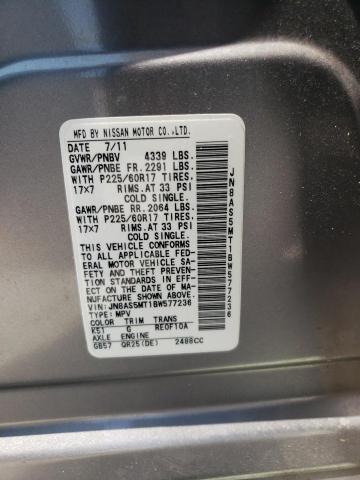 MFD BY NISSAN MOTOR CO.,LTD.
DATE 7/11
GVWR/PNBV 4339 LBS.
GAWR/PNBE FR. 2291 LBS.
WITH P225/60R17 TIRES,
17×7 RIMS. AT 33 PSI
COLD SINGLE.
GAWR/PNBE RR. 2064 LBS.
WITH P225/60R17 TIRES,
17×7 RIMS. AT 33 PSI
COLD SINGLE.
THIS VEHICLE CONFORMS
TO ALL APPLICABLE FED-
ERAL MOTOR VEHICLE SA-
FETY AND THEFT PREVEN-
TION STANDARDS IN EFF-
ECT ON THE DATE OF MA-
NUFACTURE SHOWN ABOVE.
VIN: JN8AS5MT1BW577236
TYPE: MPV
COLOR TRIM TRANS
K51 G RE0F10A
AXLE ENGINE
GB57 QR25(DE) 2488CC
JN8AS5MT1BW577236